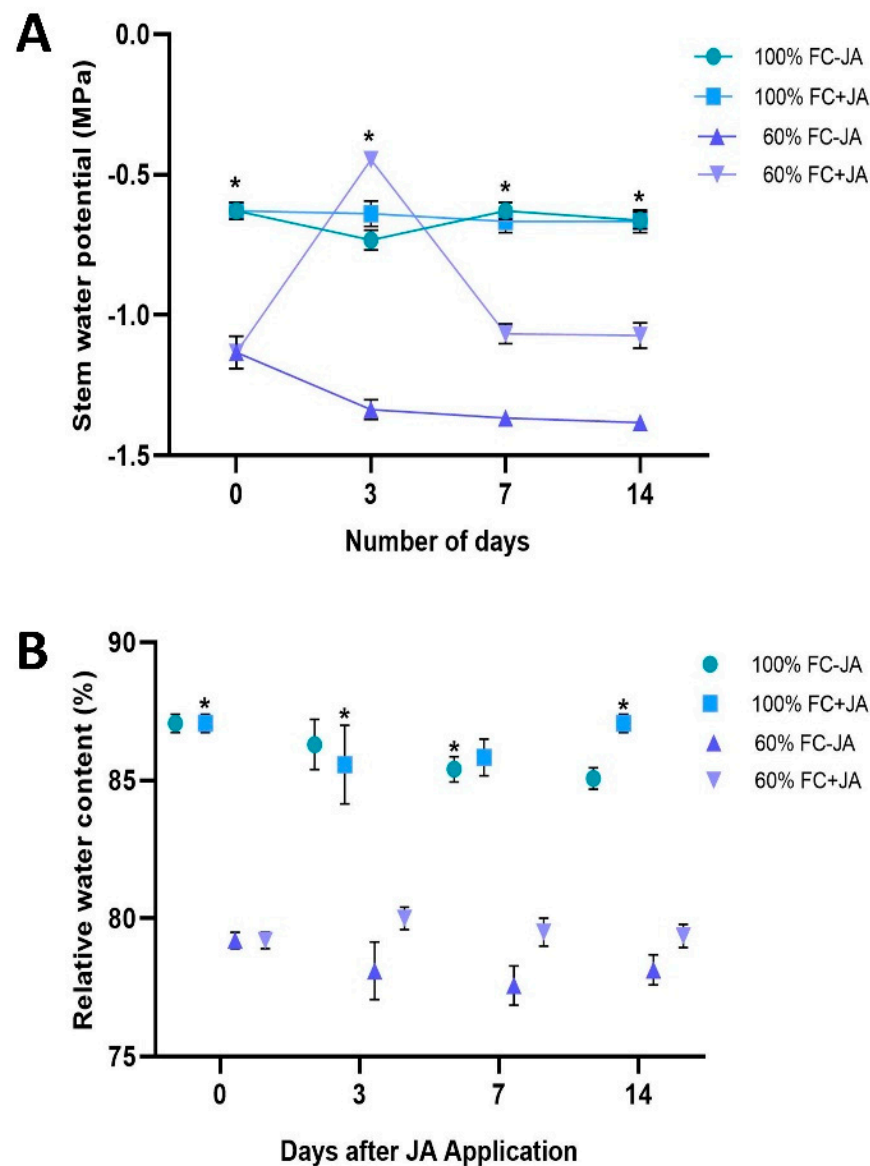 A
Stem water potential (MPa)
0.0
-0.5
-1.0
-1.5
*
*
*
*
0
3
7
14
Number of days
100% FC-JA
100% FC+JA
60% FC-JA
60% FC+JA
B
Relative water content (%)
90
85
80
75
*
*
*
*
0
3
7
14
Days after JA Application
100% FC-JA
100% FC+JA
60% FC-JA
60% FC+JA